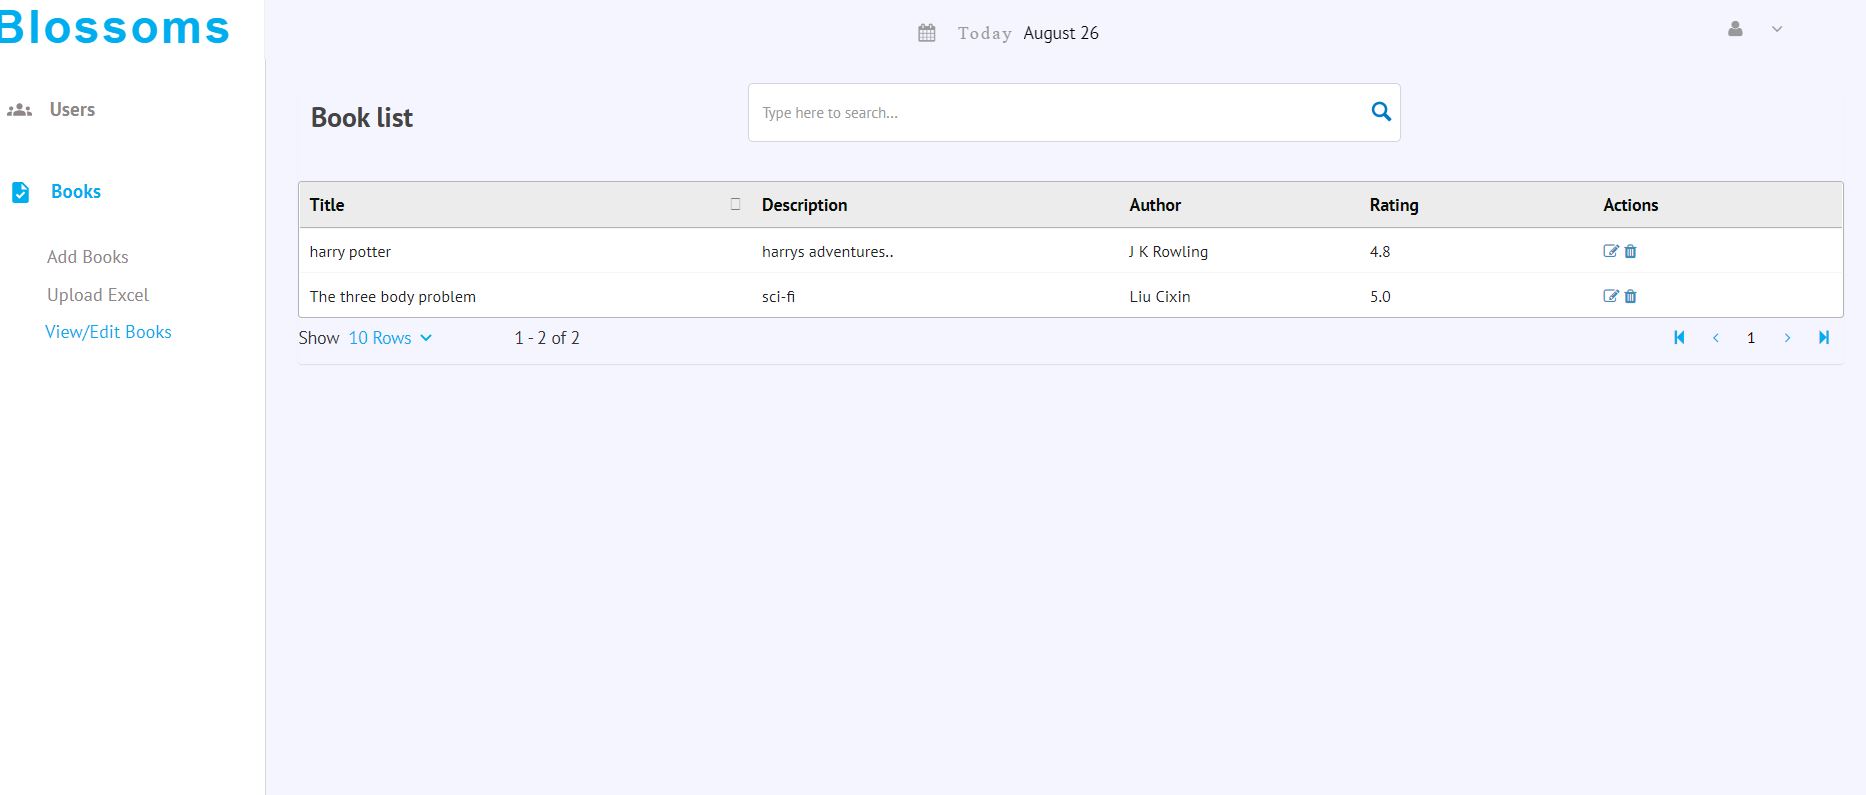 Blossoms
Today August 26
Users
Books
Add Books
Upload Excel
View/Edit Books
Book list
Type here to search...
Title Description Author Rating Actions
harry potter harrys adventures.. J K Rowling 4.8
The three body problem sci-fi Liu Cixin 5.0
Show 10 Rows 1 - 2 of 2 1